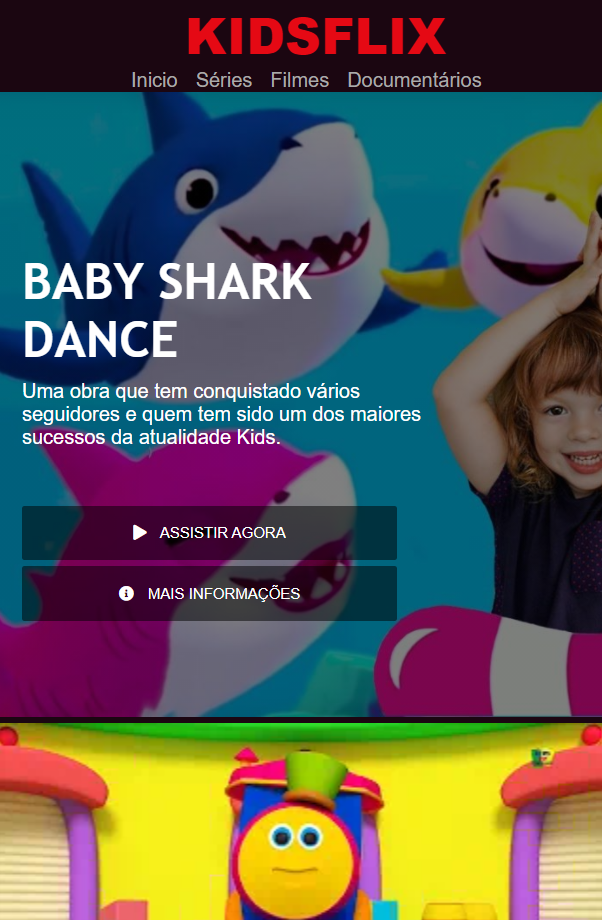 KIDSFLIX
Inicio Séries Filmes Documentários
BABY SHARK
DANCE
Uma obra que tem conquistado vários
seguidores e quem tem sido um dos maiores
sucessos da atualidade Kids.
ASSISTIR AGORA
MAIS INFORMAÇÕES